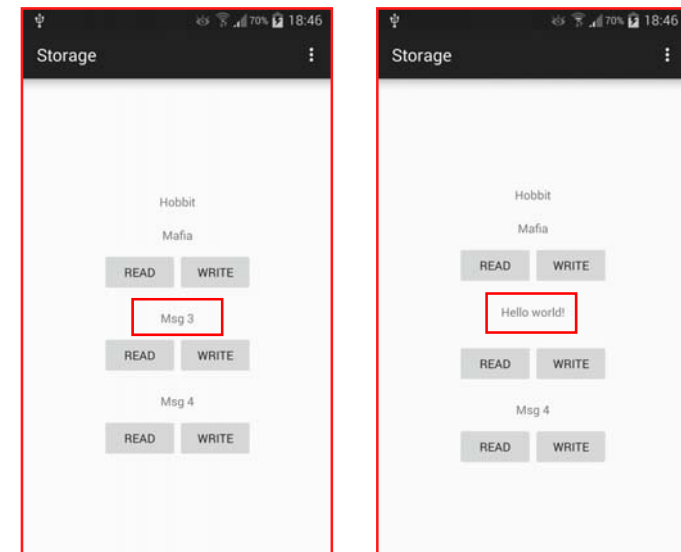 70% 18:46
Storage
Hobbit
Mafia
READ WRITE
Msg 3
READ WRITE
Msg 4
READ WRITE
70% 18:46
Storage
Hobbit
Mafia
READ WRITE
Hello world!
READ WRITE
Msg 4
READ WRITE